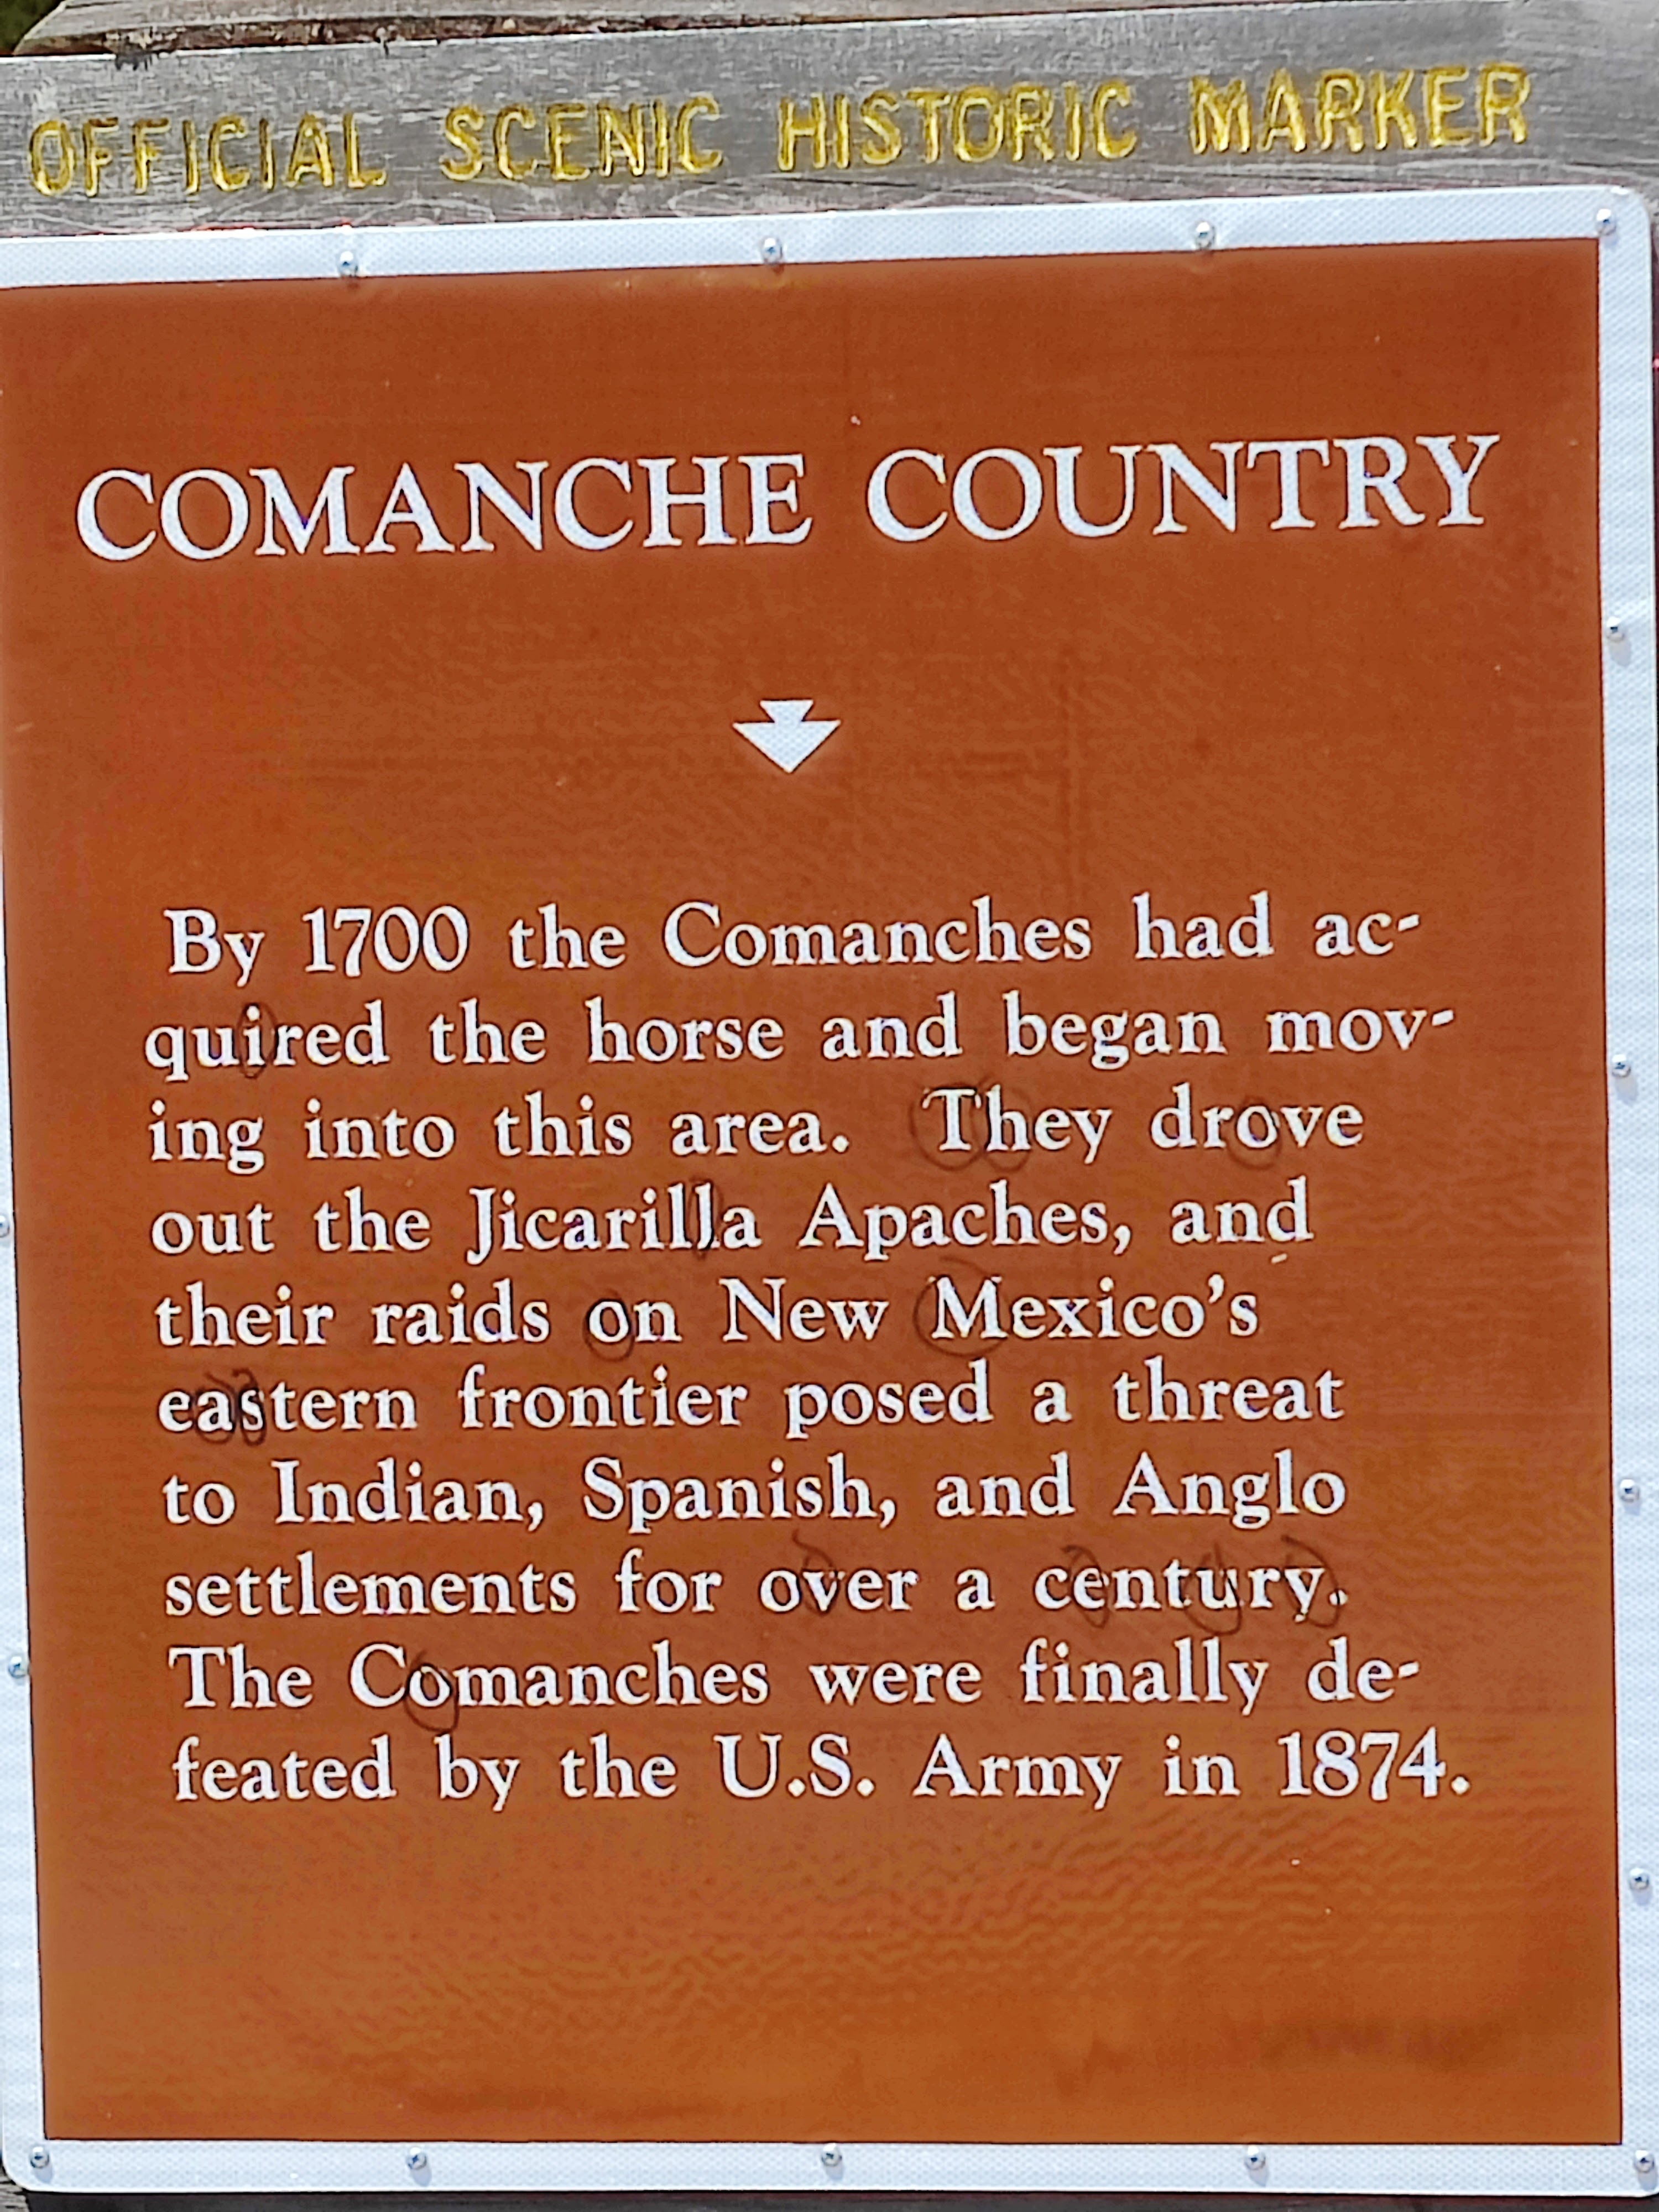 OFFICIAL SCENIC HISTORIC MARKER
COMANCHE COUNTRY
By 1700 the Comanches had ac-
quired the horse and began mov-
ing into this area. They drove
out the Jicarilla Apaches, and
their raids on New Mexico's
eastern frontier posed a threat
to Indian, Spanish, and Anglo
settlements for over a century.
The Comanches were finally de-
feated by the U.S. Army in 1874.